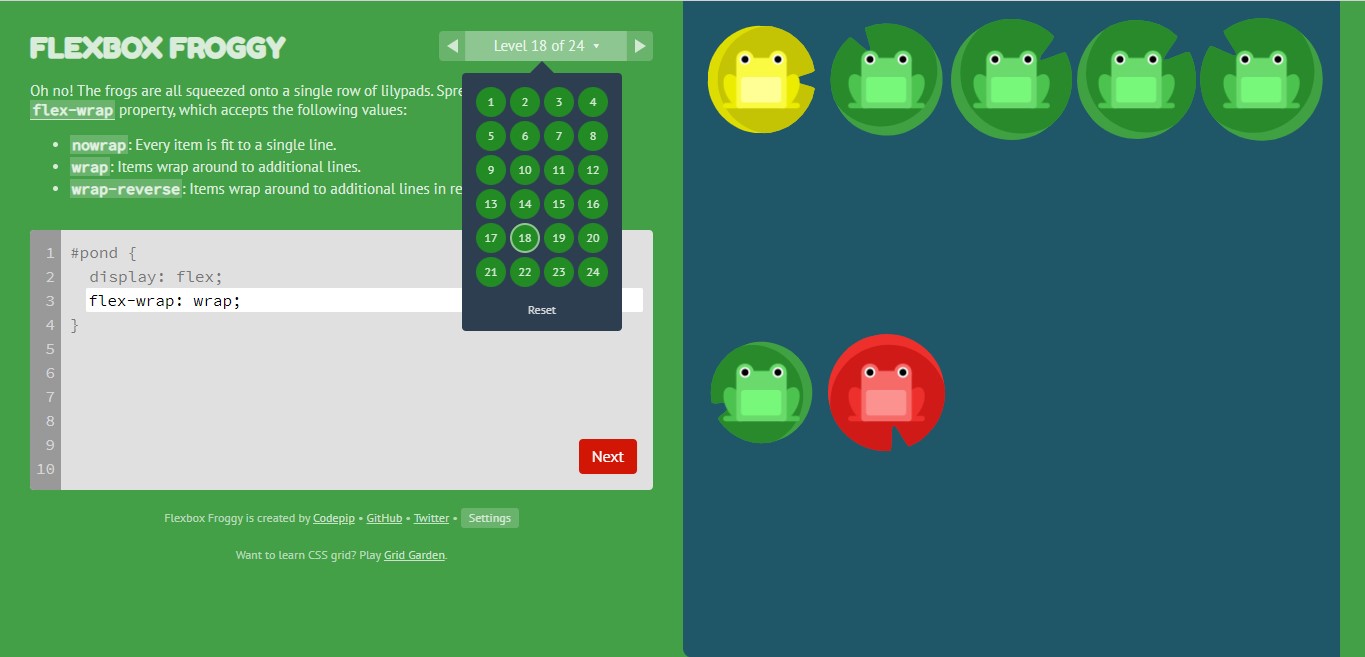 FLEXBOX FROGGY
Level 18 of 24
Oh no! The frogs are all squeezed onto a single row of lilypads.
flex-wrap property, which accepts the following values:
nowrap: Every item is fit to a single line.
wrap: Items wrap around to additional lines.
wrap-reverse: Items wrap around to additional lines in
1 2 3 4
5 6 7 8
9 10 11 12
13 14 15 16
17 18 19 20
21 22 23 24
Reset
1 #pond {
2 display: flex;
3 flex-wrap: wrap;
4 }
5
6
7
8
9
10
Next
Flexbox Froggy is created by Codepip • GitHub • Twitter • Settings
Want to learn CSS grid? Play Grid Garden.